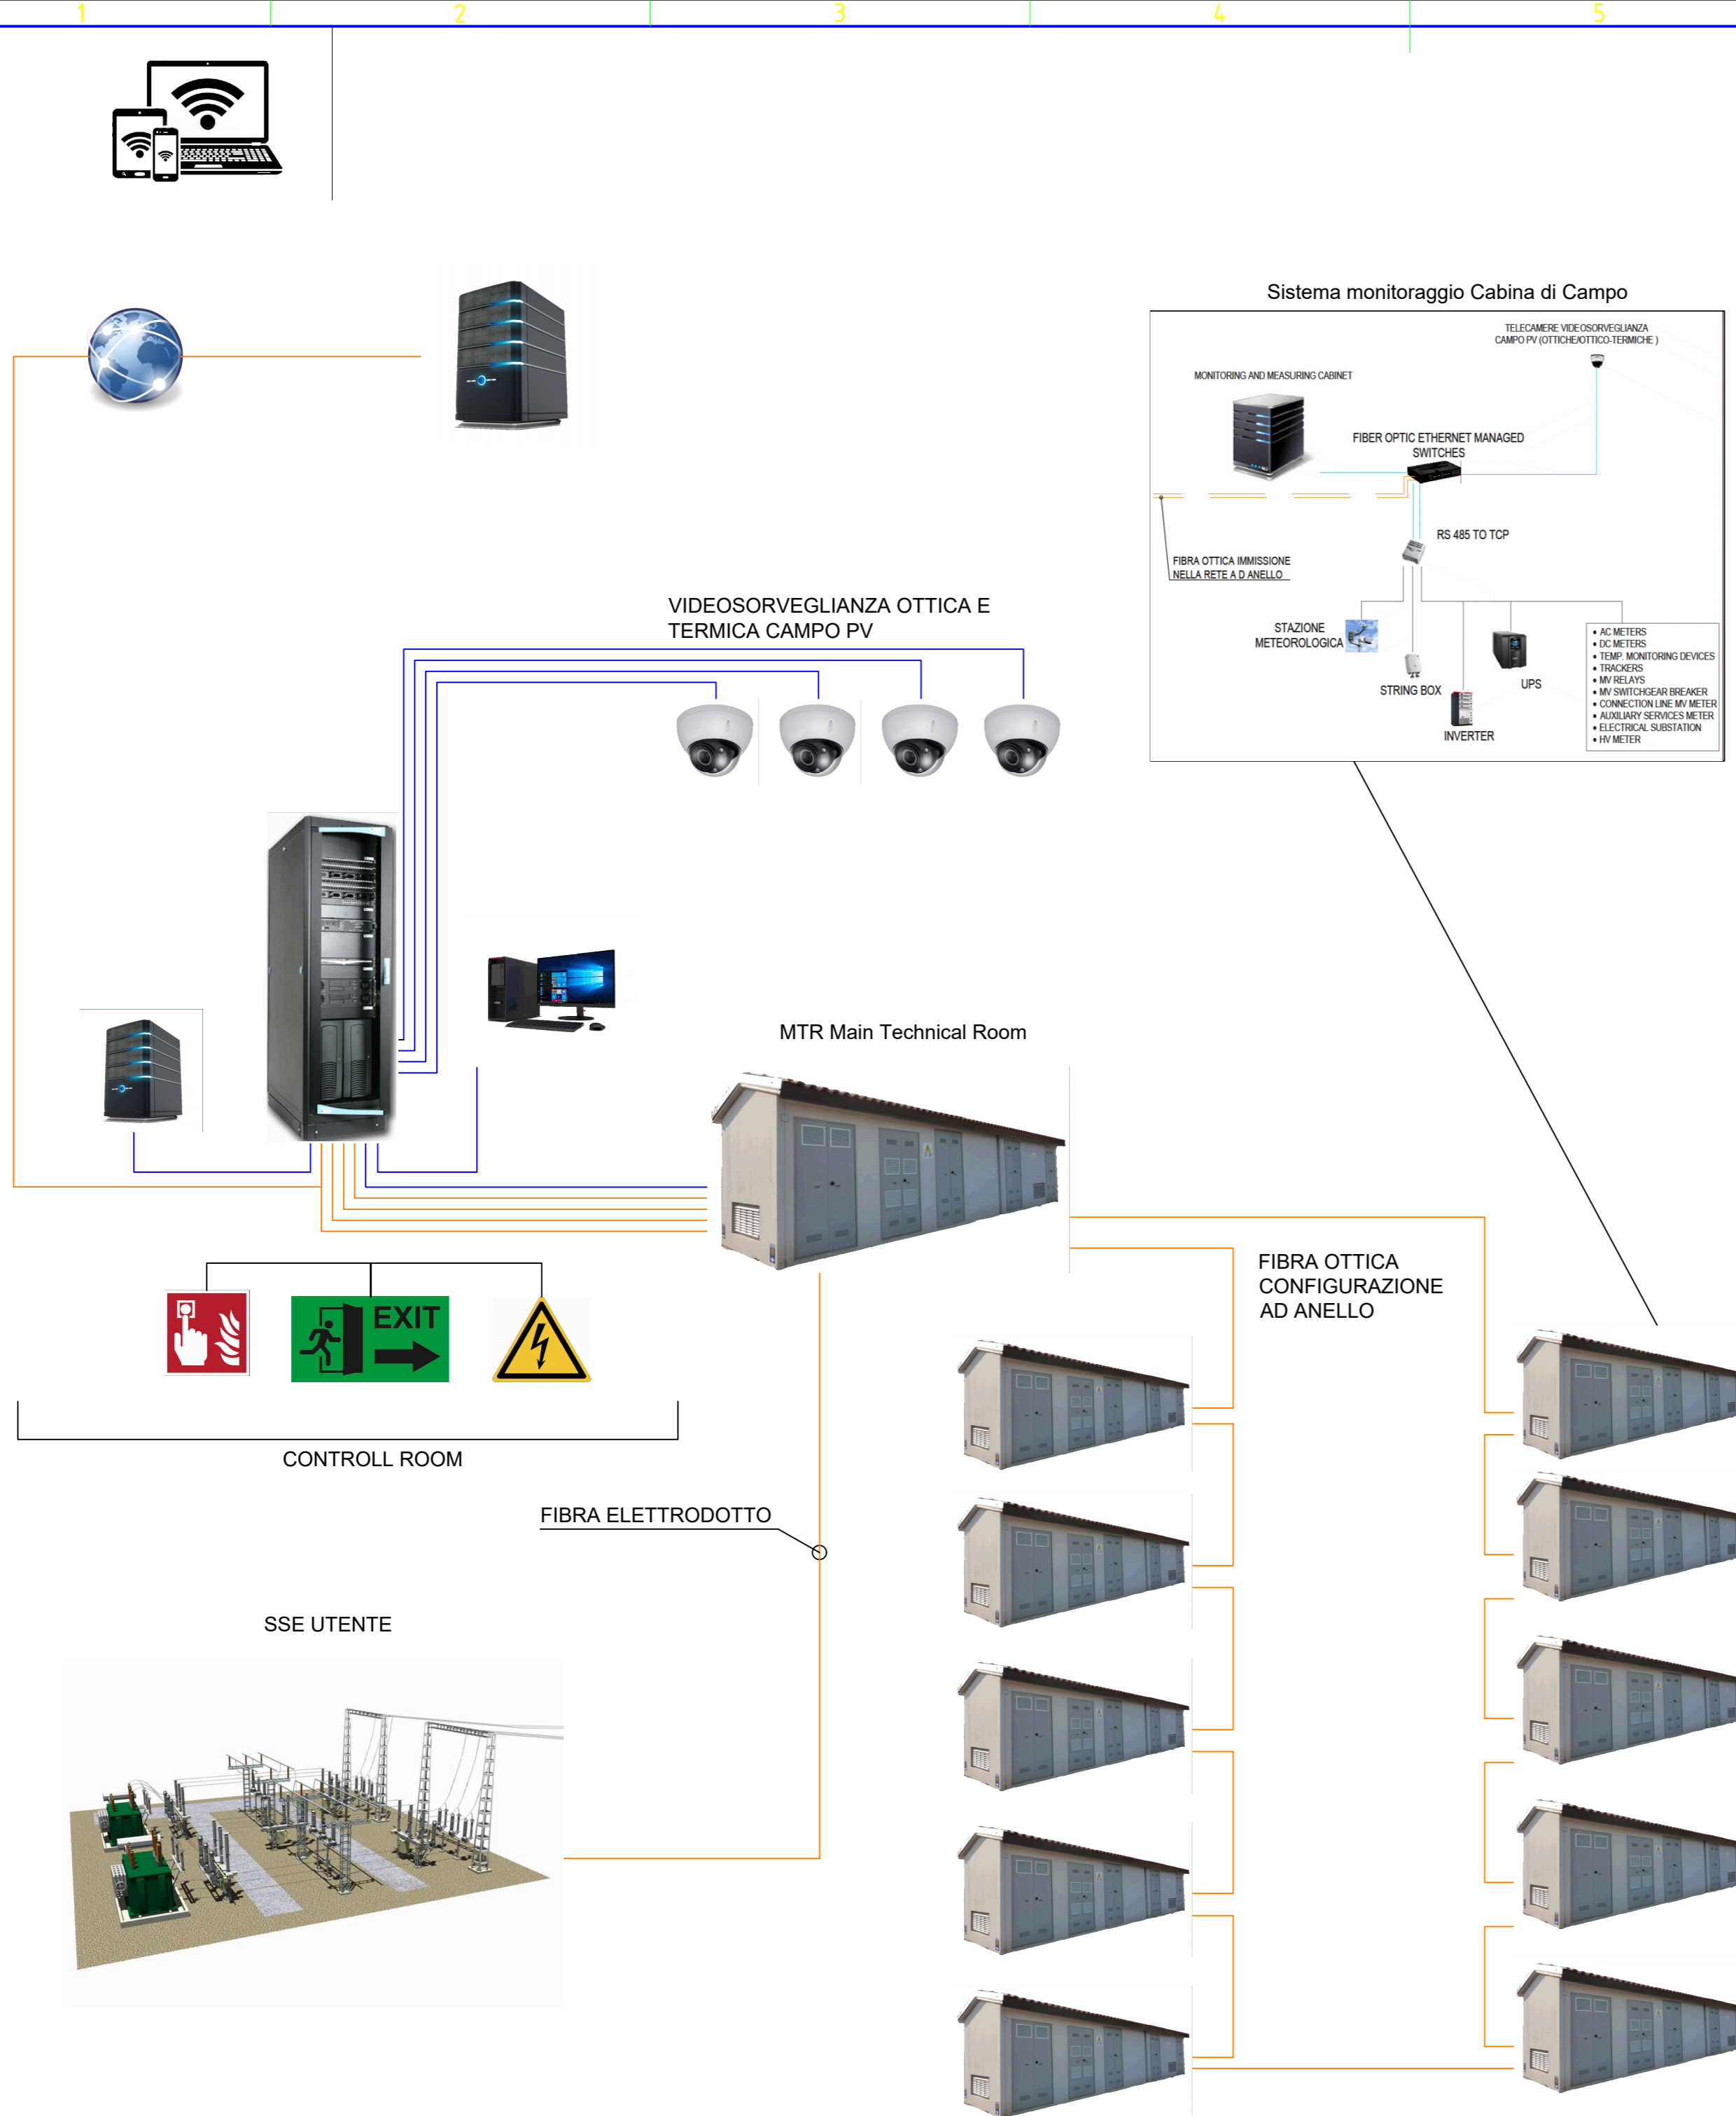 1 2 3 4 5
Sistema monitoraggio Cabina di Campo
TELECAMERE VIDEOSORVEGLIANZA
CAMPO PV (OTTICHE/OTTICO-TERMICHE )
MONITORING AND MEASURING CABINET
FIBER OPTIC ETHERNET MANAGED
SWITCHES
RS 485 TO TCP
FIBRA OTTICA IMMISSIONE
NELLA RETE A D ANELLO
STAZIONE
METEOROLOGICA
STRING BOX
INVERTER
UPS
• AC METERS
• DC METERS
• TEMP. MONITORING DEVICES
• TRACKERS
• MV RELAYS
• MV SWITCHGEAR BREAKER
• CONNECTION LINE MV METER
• AUXILIARY SERVICES METER
• ELECTRICAL SUBSTATION
• HV METER
VIDEOSORVEGLIANZA OTTICA E
TERMICA CAMPO PV
MTR Main Technical Room
FIBRA OTTICA
CONFIGURAZIONE
AD ANELLO
EXIT
CONTROLL ROOM
FIBRA ELETTRODOTTO
SSE UTENTE